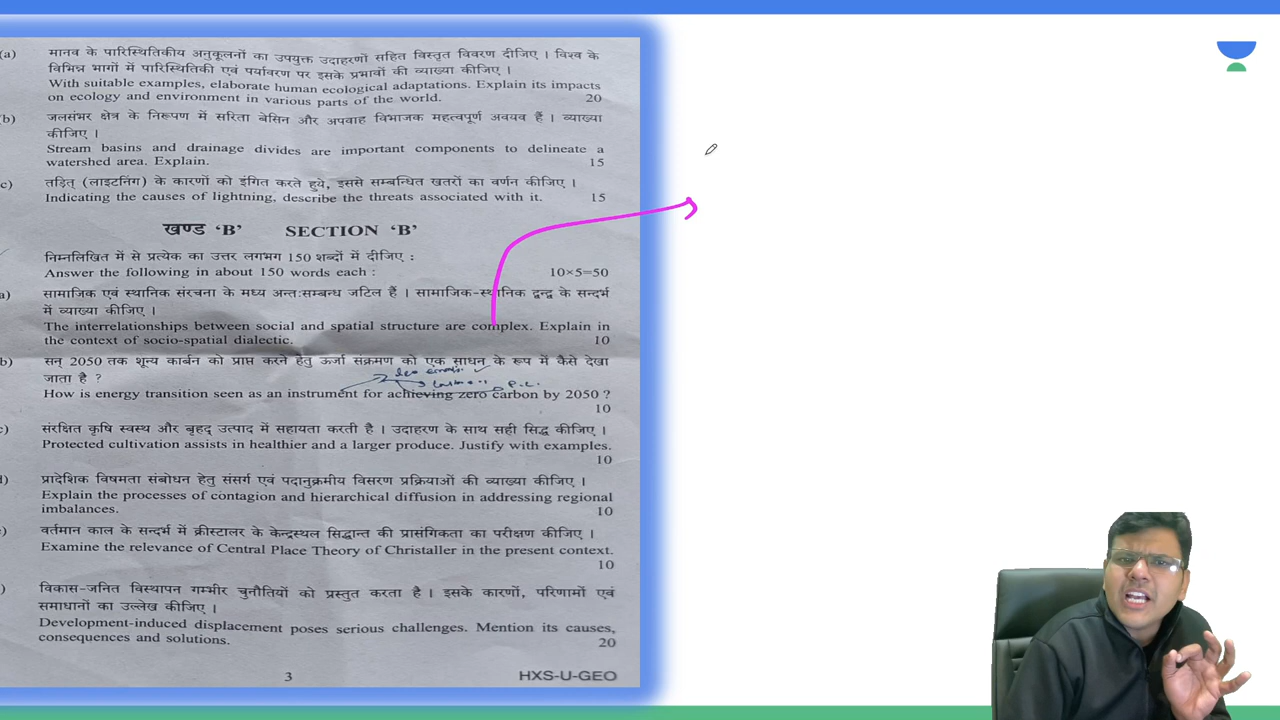 (a) मानव के पारिस्थितिकीय अनुकूलनों का उपयुक्त उदाहरणों सहित विस्तृत विवरण दीजिए । विश्व के
विभिन्न भागों में पारिस्थितिकी एवं पर्यावरण पर इसके प्रभावों की व्याख्या कीजिए ।
With suitable examples, elaborate human ecological adaptations. Explain its impacts
on ecology and environment in various parts of the world. 20
(b) जलसंभर क्षेत्र के निरूपण में सरिता बेसिन और अपवाह विभाजक महत्वपूर्ण अवयव हैं । व्याख्या
कीजिए ।
Stream basins and drainage divides are important components to delineate a
watershed area. Explain. 15
c) तड़ित् (लाइटनिंग) के कारणों को इंगित करते हुये, इससे सम्बन्धित खतरों का वर्णन कीजिए ।
Indicating the causes of lightning, describe the threats associated with it. 15
खण्ड 'B' SECTION 'B'
निम्नलिखित में से प्रत्येक का उत्तर लगभग 150 शब्दों में दीजिए :
Answer the following in about 150 words each : 10×5=50
a) सामाजिक एवं स्थानिक संरचना के मध्य अन्तःसम्बन्ध जटिल हैं । सामाजिक-स्थानिक द्वन्द्व के सन्दर्भ
में व्याख्या कीजिए ।
The interrelationships between social and spatial structure are complex. Explain in
the context of socio-spatial dialectic. 10
b) सन् 2050 तक शून्य कार्बन को प्राप्त करने हेतु ऊर्जा संक्रमण को एक साधन के रूप में कैसे देखा
जाता है ?
How is energy transition seen as an instrument for achieving zero carbon by 2050 ?
10
c) संरक्षित कृषि स्वस्थ और बृहद् उत्पाद में सहायता करती है । उदाहरण के साथ सही सिद्ध कीजिए ।
Protected cultivation assists in healthier and a larger produce. Justify with examples.
10
d) प्रादेशिक विषमता संबोधन हेतु संसर्ग एवं पदानुक्रमीय विसरण प्रक्रियाओं की व्याख्या कीजिए ।
Explain the processes of contagion and hierarchical diffusion in addressing regional
imbalances. 10
) वर्तमान काल के सन्दर्भ में क्रीस्टालर के केन्द्रस्थल सिद्धान्त की प्रासंगिकता का परीक्षण कीजिए ।
Examine the relevance of Central Place Theory of Christaller in the present context.
10
) विकास-जनित विस्थापन गम्भीर चुनौतियों को प्रस्तुत करता है । इसके कारणों, परिणामों एवं
समाधानों का उल्लेख कीजिए ।
Development-induced displacement poses serious challenges. Mention its causes,
consequences and solutions. 20
3 HXS-U-GEO